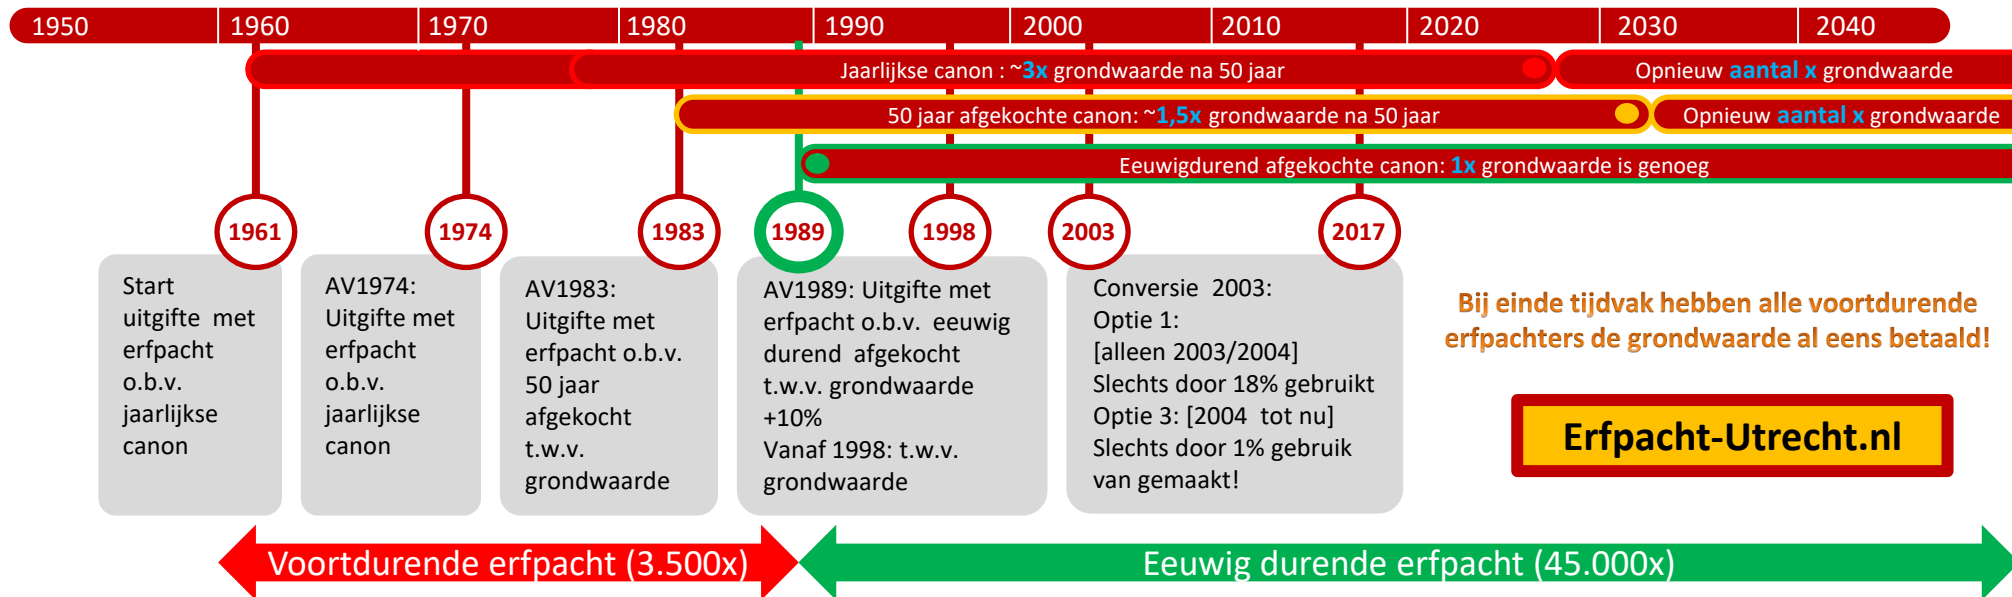 1950 1960 1970 1980 1990 2000 2010 2020 2030 2040
Jaarlijkse canon : ~3x grondwaarde na 50 jaar
Opnieuw aantal x grondwaarde
50 jaar afgekochte canon: ~1,5x grondwaarde na 50 jaar
Opnieuw aantal x grondwaarde
Eeuwigdurend afgekochte canon: 1x grondwaarde is genoeg
1961
1974
1983
1989
1998
2003
2017
Start
uitgifte met
erfpacht
o.b.v.
jaarlijkse
canon
AV1974:
Uitgifte met
erfpacht
o.b.v.
jaarlijkse
canon
AV1983:
Uitgifte met
erfpacht o.b.v.
50 jaar
afgekocht
t.w.v.
grondwaarde
AV1989: Uitgifte met
erfpacht o.b.v. eeuwig
durend afgekocht
t.w.v. grondwaarde
+10%
Vanaf 1998: t.w.v.
grondwaarde
Conversie 2003:
Optie 1:
[alleen 2003/2004]
Slechts door 18% gebruikt
Optie 3: [2004 tot nu]
Slechts door 1% gebruik
van gemaakt!
Bij einde tijdvak hebben alle voortdurende
erfpachters de grondwaarde al eens betaald!
Erfpacht-Utrecht.nl
Voortdurende erfpacht (3.500x)
Eeuwig durende erfpacht (45.000x)